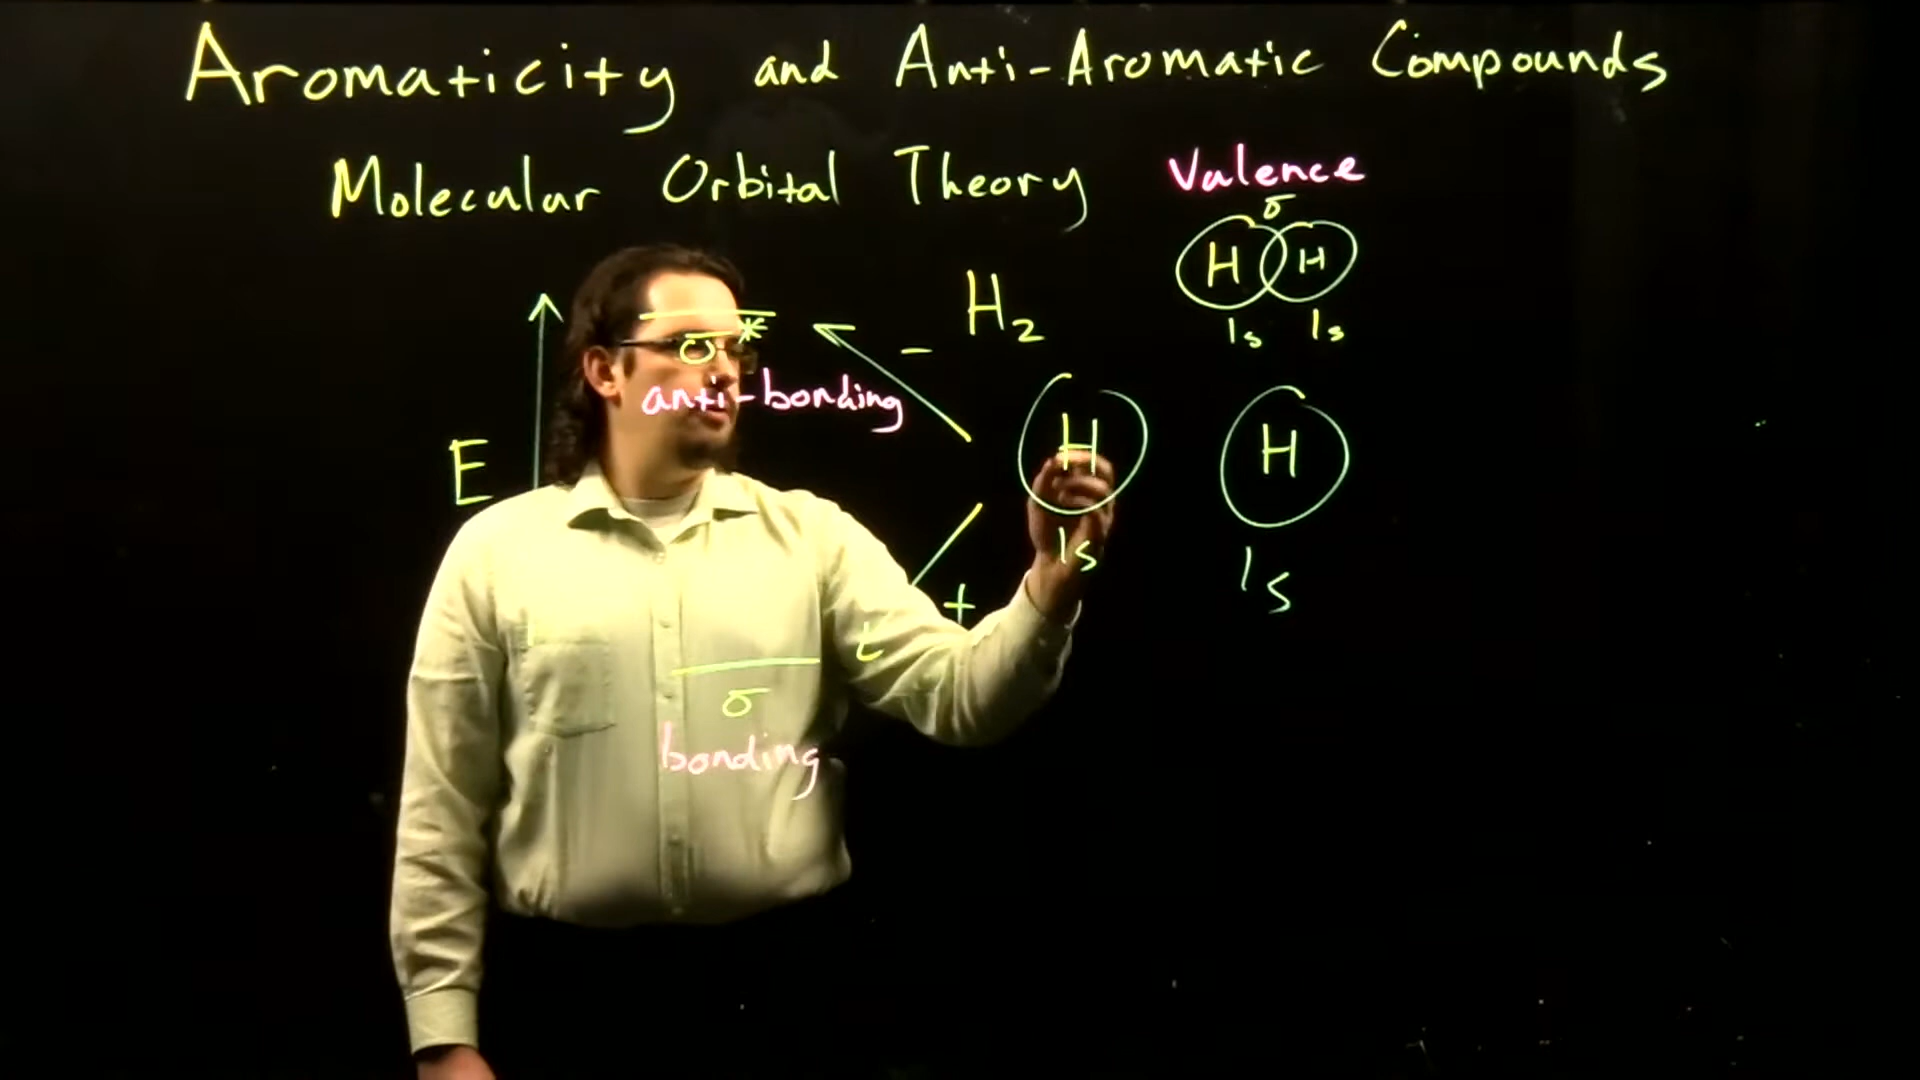 Aromaticity and Anti-Aromatic Compounds
Molecular Orbital Theory
Valence
σ
H H
1s 1s
H₂
σ*
anti-bonding
−
E
H H
1s 1s
+
σ
bonding